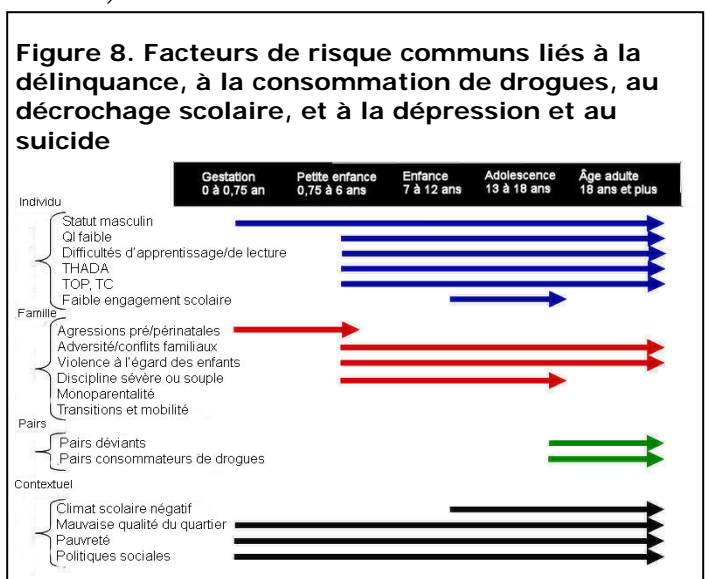 Figure 8. Facteurs de risque communs liés à la
délinquance, à la consommation de drogues, au
décrochage scolaire, et à la dépression et au
suicide
Gestation Petite enfance Enfance Adolescence Âge adulte
0 à 0,75 an 0,75 à 6 ans 7 à 12 ans 13 à 18 ans 18 ans et plus
Individu
Statut masculin
QI faible
Difficultés d'apprentissage/de lecture
THADA
TOP, TC
Faible engagement scolaire
Famille
Agressions pré/périnatales
Adversité/conflits familiaux
Violence à l'égard des enfants
Discipline sévère ou souple
Monoparentalité
Transitions et mobilité
Pairs
Pairs déviants
Pairs consommateurs de drogues
Contextuel
Climat scolaire négatif
Mauvaise qualité du quartier
Pauvreté
Politiques sociales